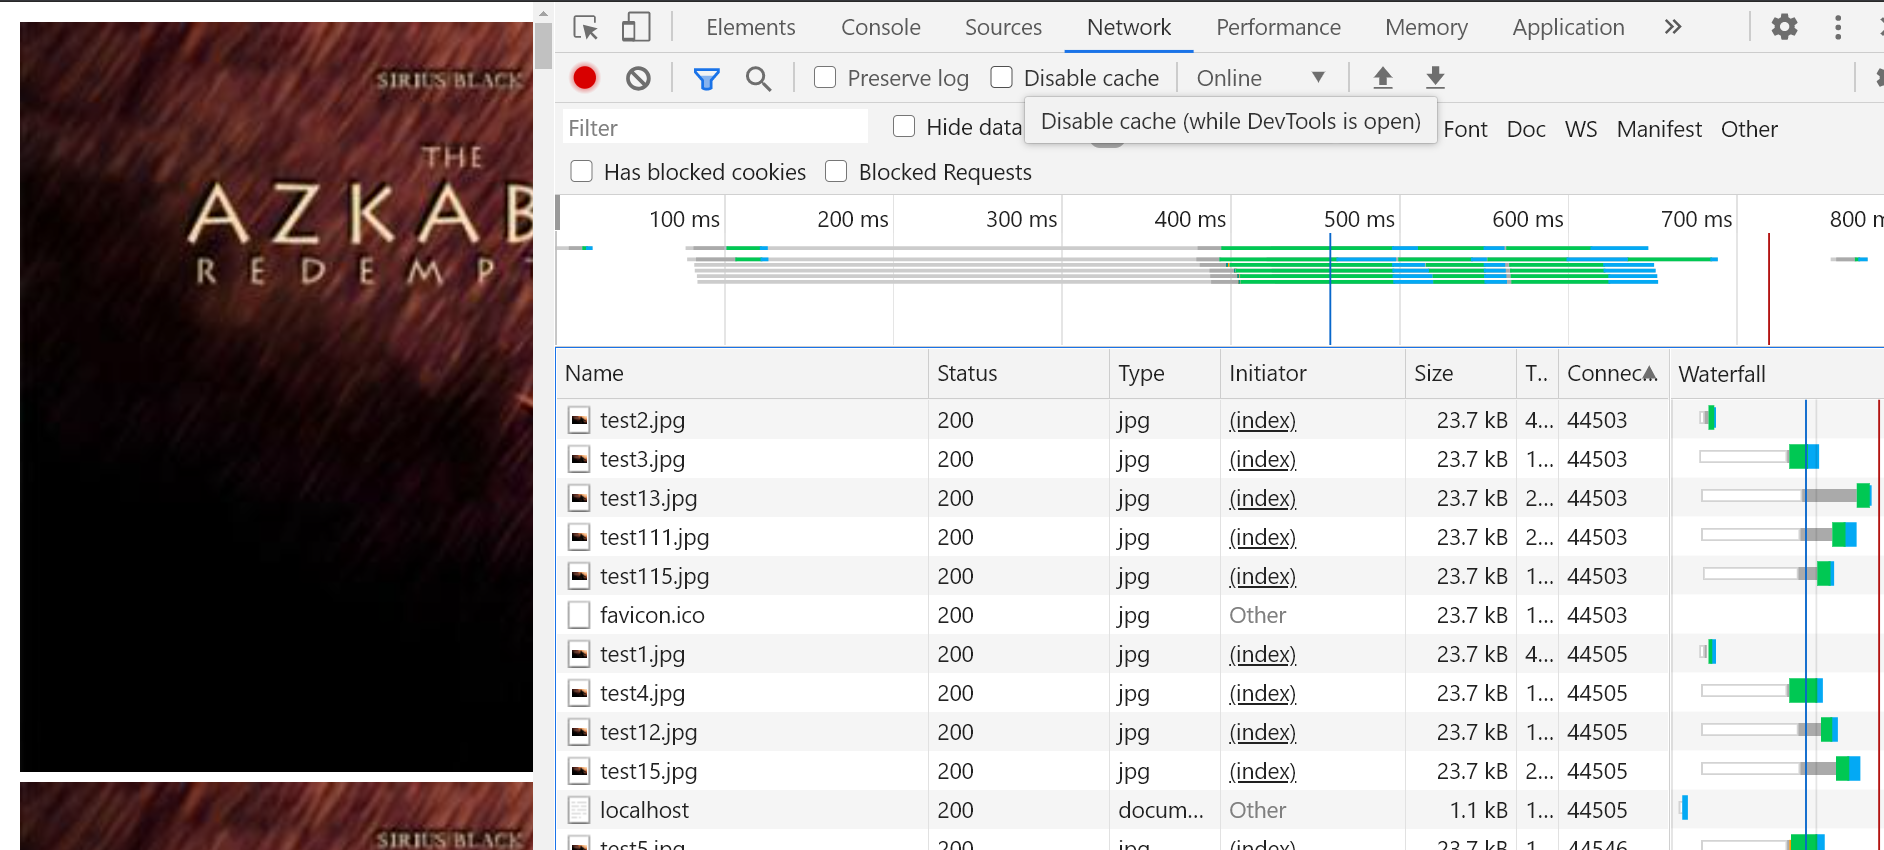 SIRIUS BLACK
THE
AZKAB
REDEMPT
SIRIUS BLACK
Elements Console Sources Network Performance Memory Application
Preserve log Disable cache Online
Disable cache (while DevTools is open)
Filter Hide data Font Doc WS Manifest Other
Has blocked cookies Blocked Requests
100 ms 200 ms 300 ms 400 ms 500 ms 600 ms 700 ms 800 m
Name Status Type Initiator Size T.. Connec... Waterfall
test2.jpg 200 jpg (index) 23.7 kB 4... 44503
test3.jpg 200 jpg (index) 23.7 kB 1... 44503
test13.jpg 200 jpg (index) 23.7 kB 2... 44503
test111.jpg 200 jpg (index) 23.7 kB 2... 44503
test115.jpg 200 jpg (index) 23.7 kB 1... 44503
favicon.ico 200 jpg Other 23.7 kB 1... 44503
test1.jpg 200 jpg (index) 23.7 kB 4... 44505
test4.jpg 200 jpg (index) 23.7 kB 1... 44505
test12.jpg 200 jpg (index) 23.7 kB 1... 44505
test15.jpg 200 jpg (index) 23.7 kB 2... 44505
localhost 200 docum... Other 1.1 kB 1... 44505
test5.jpg 200 jpg (index) 23.7 kB 1... 44546